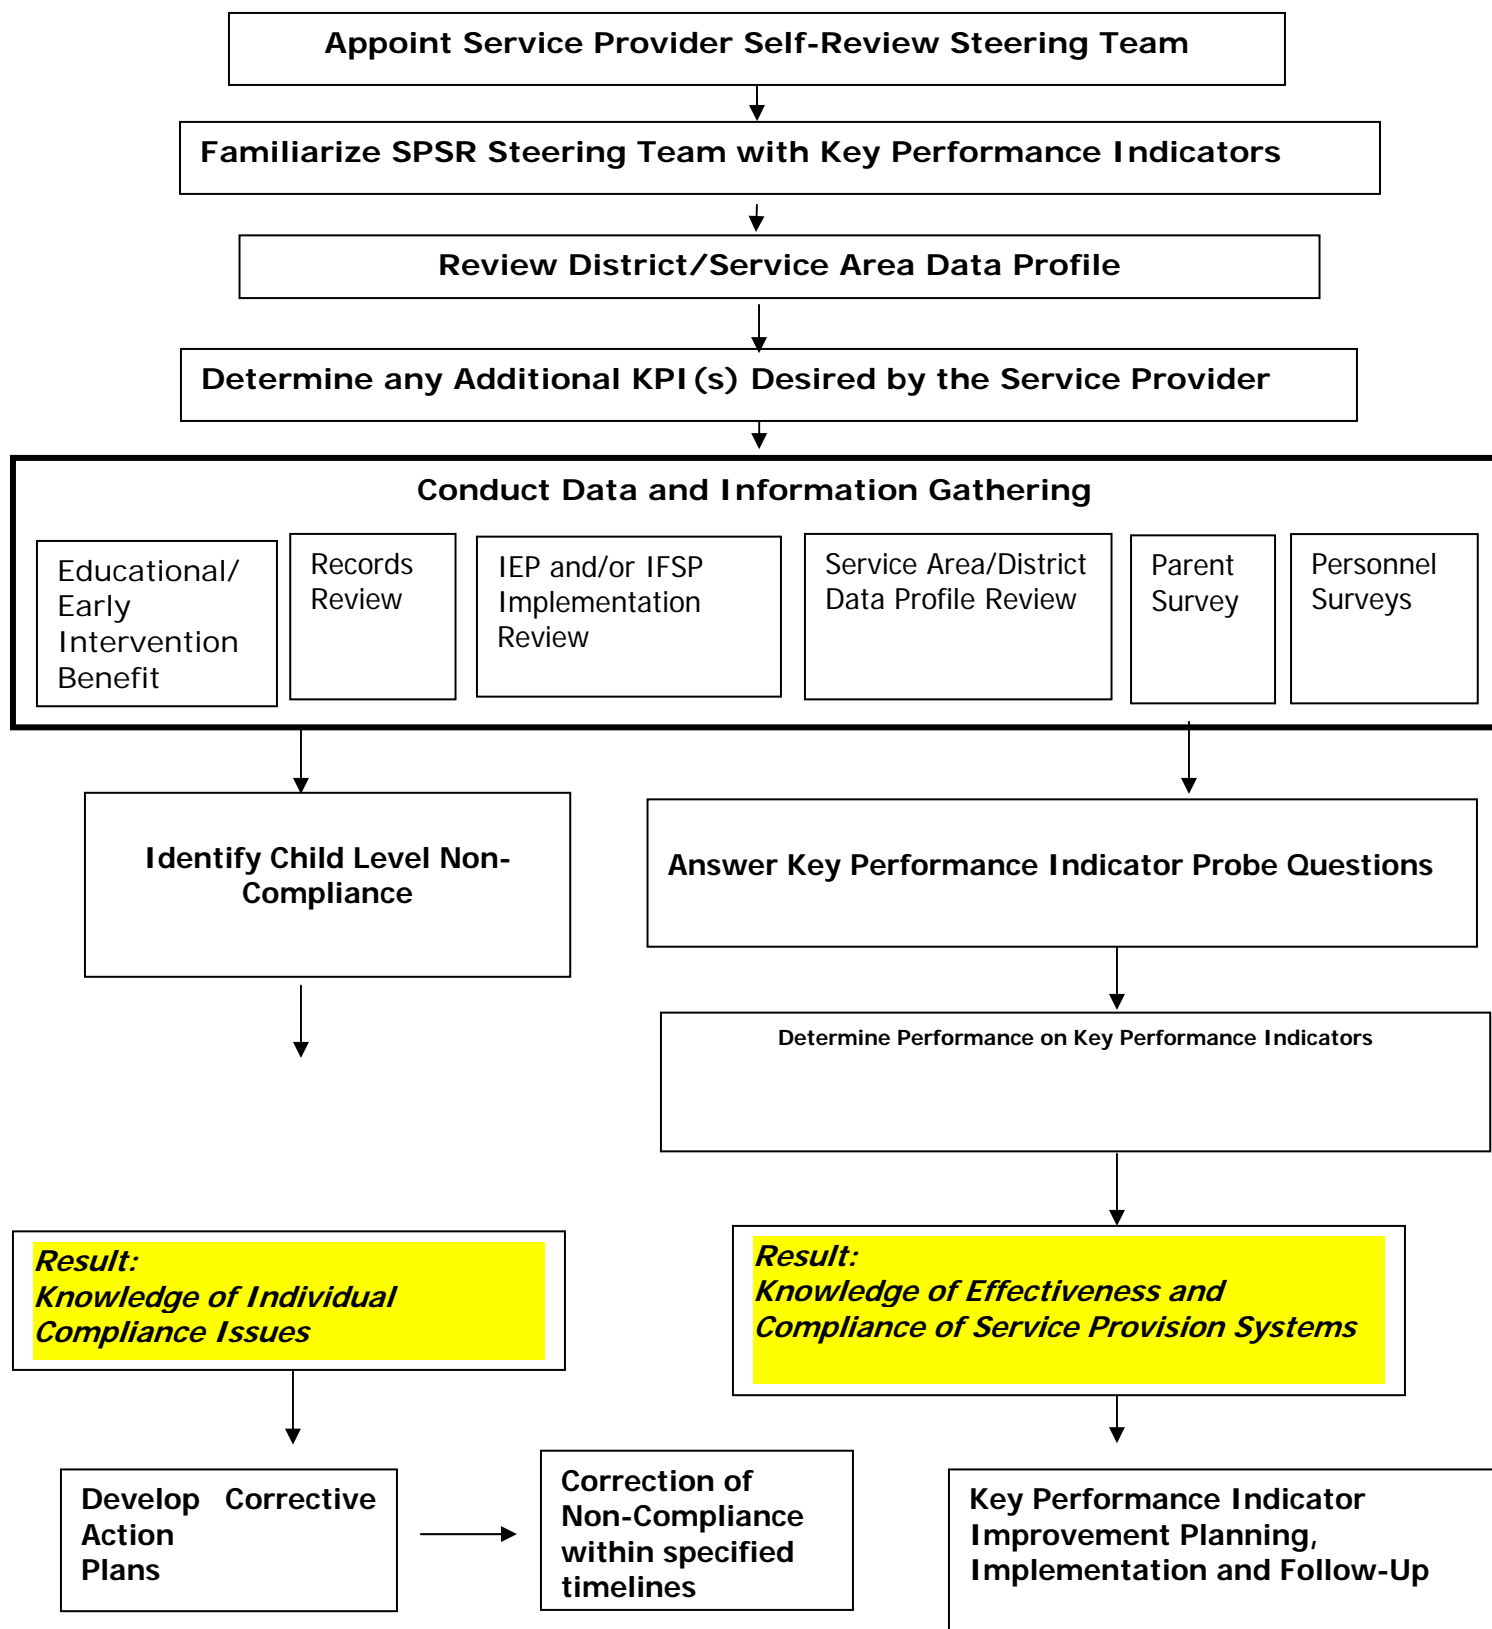 Appoint Service Provider Self-Review Steering Team
Familiarize SPSR Steering Team with Key Performance Indicators
Review District/Service Area Data Profile
Determine any Additional KPI(s) Desired by the Service Provider
Conduct Data and Information Gathering
Educational/
Early
Intervention
Benefit
Records
Review
IEP and/or IFSP
Implementation
Review
Service Area/District
Data Profile Review
Parent
Survey
Personnel
Surveys
Identify Child Level Non-
Compliance
Answer Key Performance Indicator Probe Questions
Determine Performance on Key Performance Indicators
Result:
Knowledge of Individual
Compliance Issues
Result:
Knowledge of Effectiveness and
Compliance of Service Provision Systems
Develop Corrective
Action
Plans
Correction of
Non-Compliance
within specified
timelines
Key Performance Indicator
Improvement Planning,
Implementation and Follow-Up